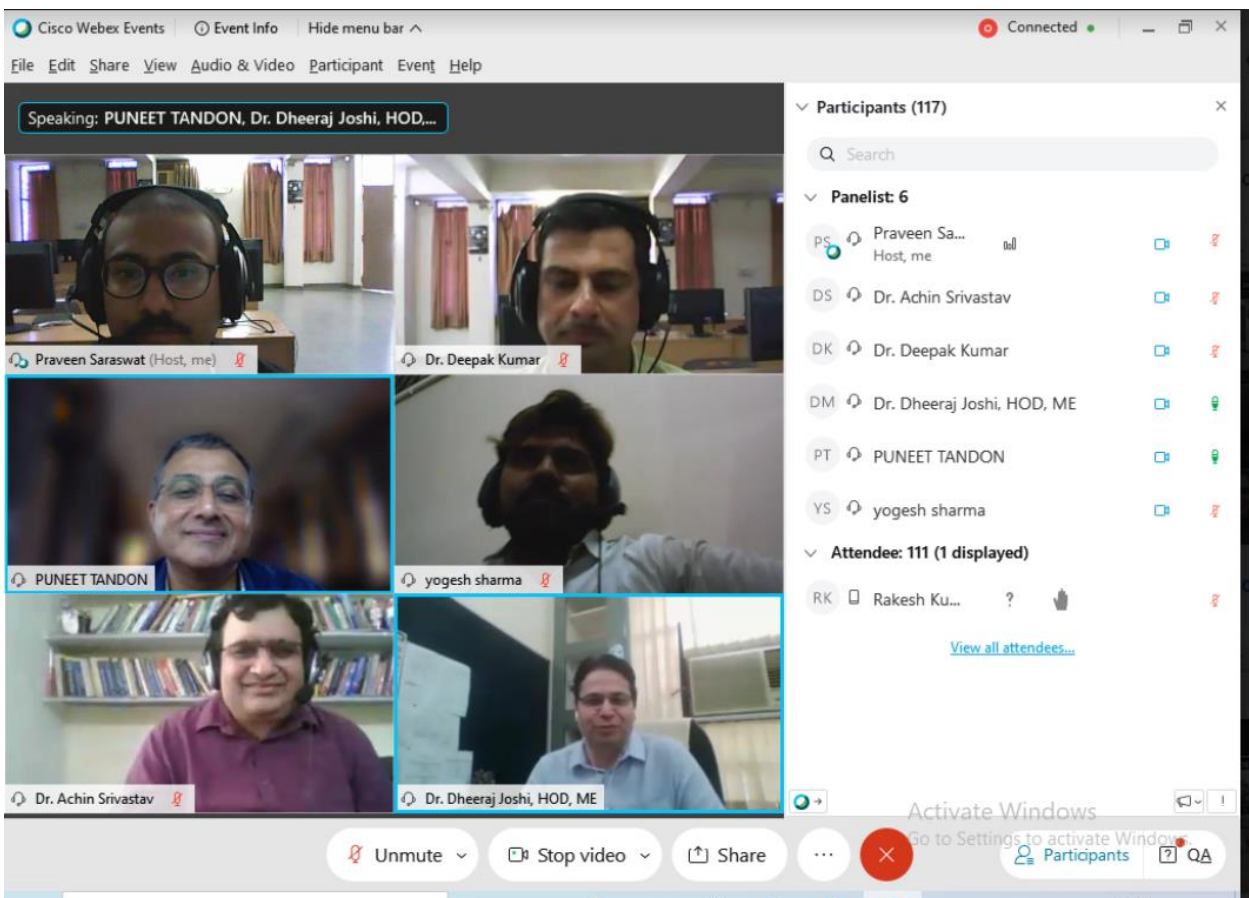 Cisco Webex Events Event Info Hide menu bar Connected
File Edit Share View Audio & Video Participant Event Help
Speaking: PUNEET TANDON, Dr. Dheeraj Joshi, HOD,...
Praveen Saraswat (Host, me)
Dr. Deepak Kumar
PUNEET TANDON
yogesh sharma
Dr. Achin Srivastav
Dr. Dheeraj Joshi, HOD, ME
Participants (117)
Search
Panelist: 6
PS Praveen Sa...
Host, me
DS Dr. Achin Srivastav
DK Dr. Deepak Kumar
DM Dr. Dheeraj Joshi, HOD, ME
PT PUNEET TANDON
YS yogesh sharma
Attendee: 111 (1 displayed)
RK Rakesh Ku... ?
View all attendees...
Activate Windows
Go to Settings to activate Windows.
Unmute Stop video Share ... Participants ? QA